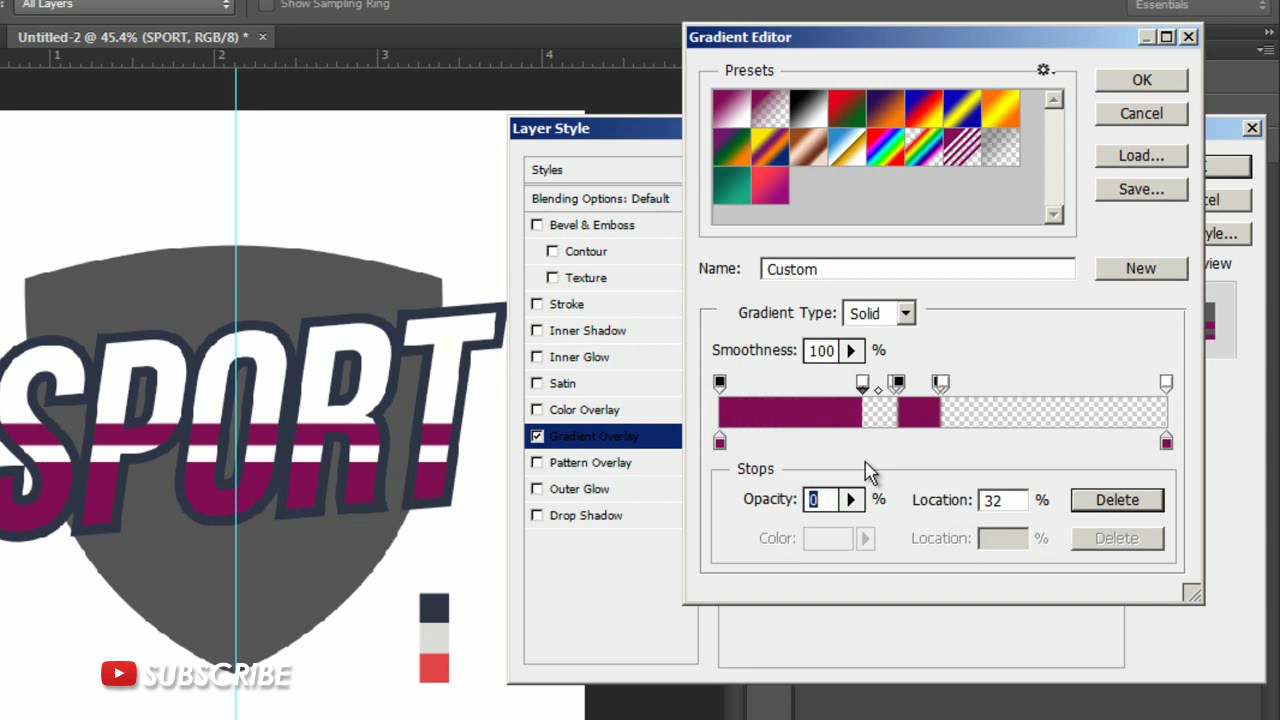 All Layers
Show Sampling Ring
Essentials
Untitled-2 @ 45.4% (SPORT, RGB/8) *
1 2 3 4
Gradient Editor
Presets
OK
Cancel
Load...
Save...
Layer Style
Styles
Blending Options: Default
Bevel & Emboss
Contour
Texture
Stroke
Inner Shadow
Inner Glow
Satin
Color Overlay
Gradient Overlay
Pattern Overlay
Outer Glow
Drop Shadow
Name: Custom
New
Gradient Type: Solid
Smoothness: 100 %
Stops
Opacity: 0 % Location: 32 % Delete
Color: Location: % Delete
SPORT
SUBSCRIBE